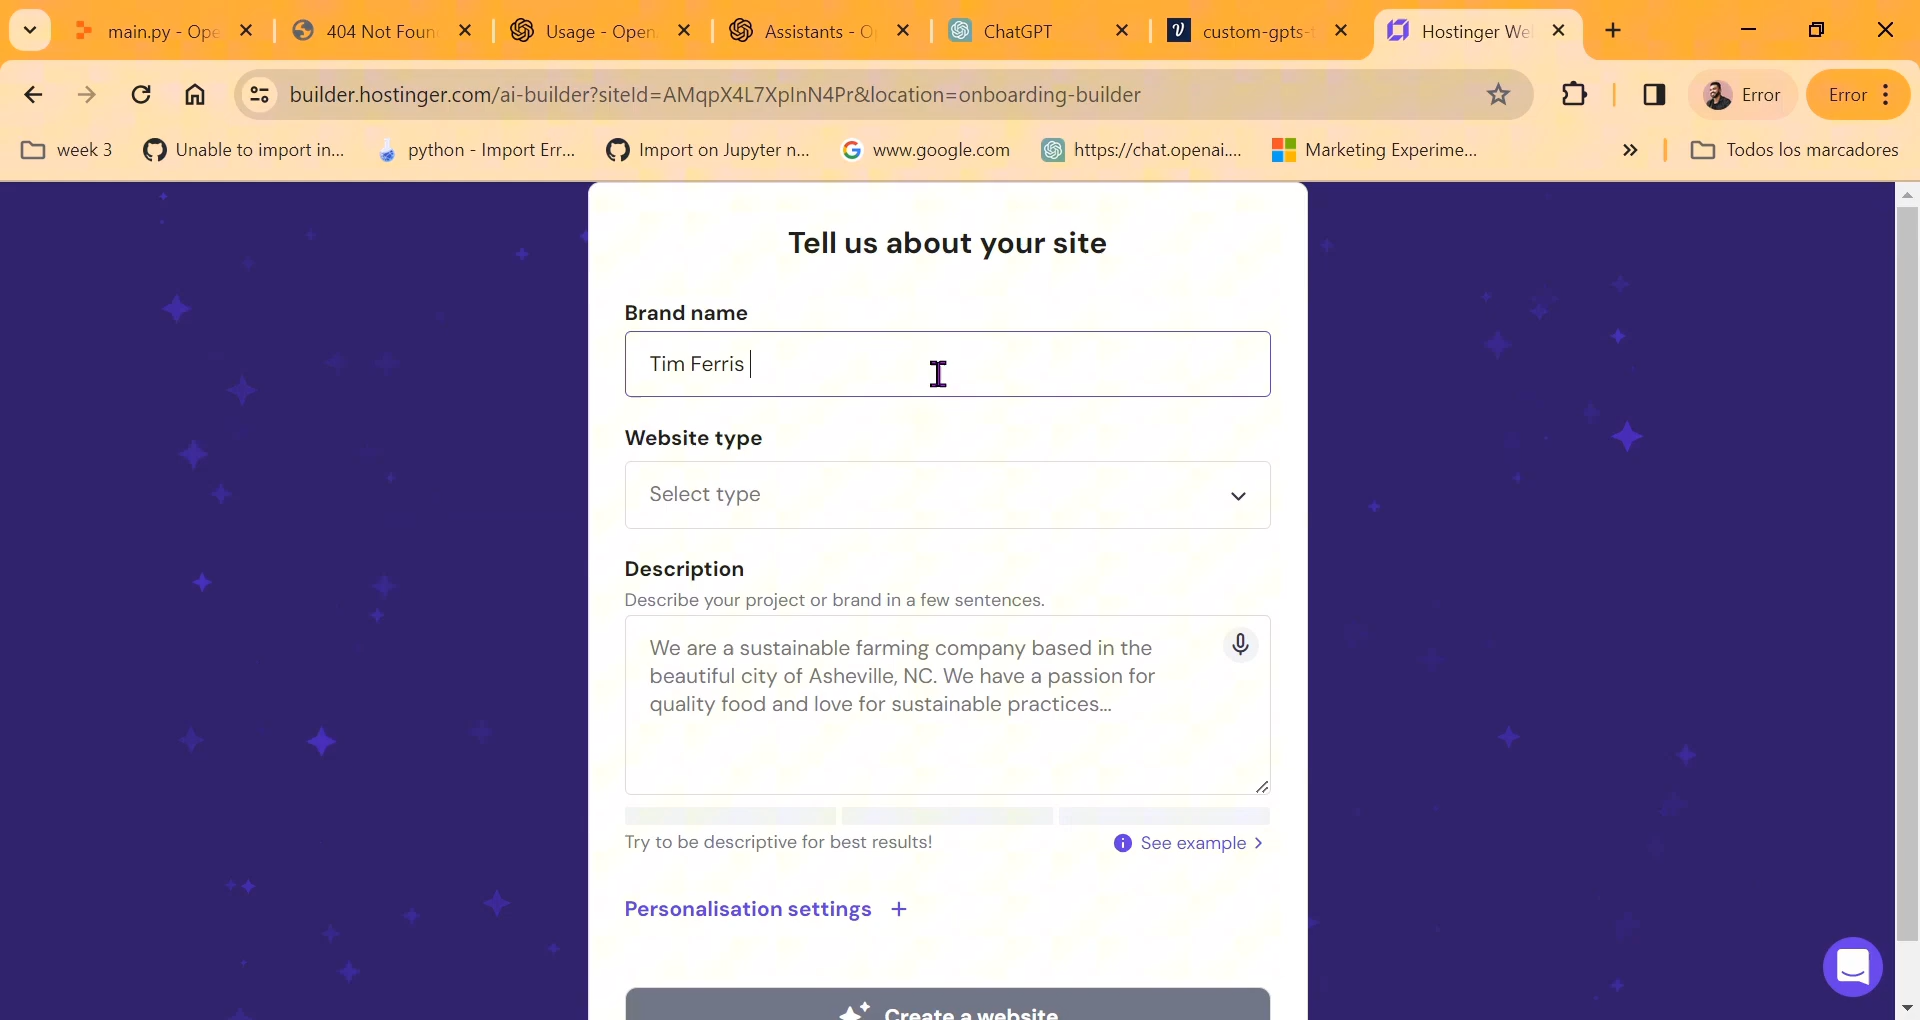 main.py - Ope
404 Not Foun
Usage - Open
Assistants - O
ChatGPT
custom-gpts-
Hostinger We
builder.hostinger.com/ai-builder?siteId=AMqpX4L7XpInN4Pr&location=onboarding-builder
Error
Error
week 3
Unable to import in...
python - Import Err...
Import on Jupyter n...
www.google.com
https://chat.openai....
Marketing Experime...
Todos los marcadores
Tell us about your site
Brand name
Tim Ferris
Website type
Select type
Description
Describe your project or brand in a few sentences.
We are a sustainable farming company based in the
beautiful city of Asheville, NC. We have a passion for
quality food and love for sustainable practices...
Try to be descriptive for best results!
See example
Personalisation settings +
Create a website